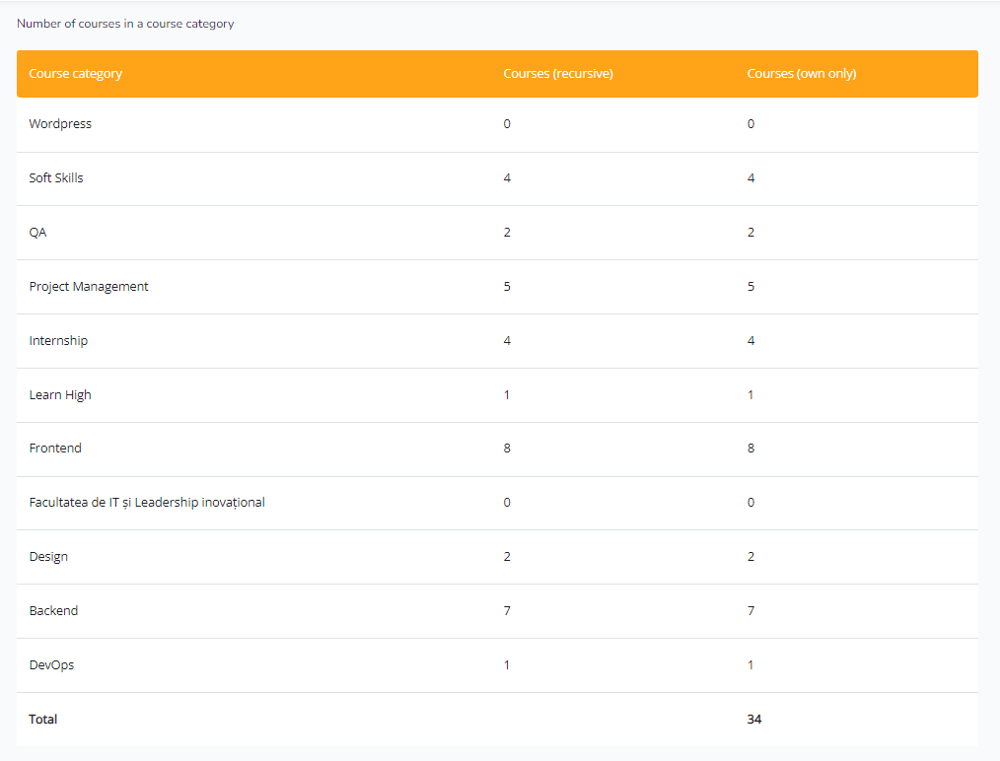 Number of courses in a course category
Course category Courses (recursive) Courses (own only)
Wordpress 0 0
Soft Skills 4 4
QA 2 2
Project Management 5 5
Internship 4 4
Learn High 1 1
Frontend 8 8
Facultatea de IT și Leadership inovațional 0 0
Design 2 2
Backend 7 7
DevOps 1 1
Total 34